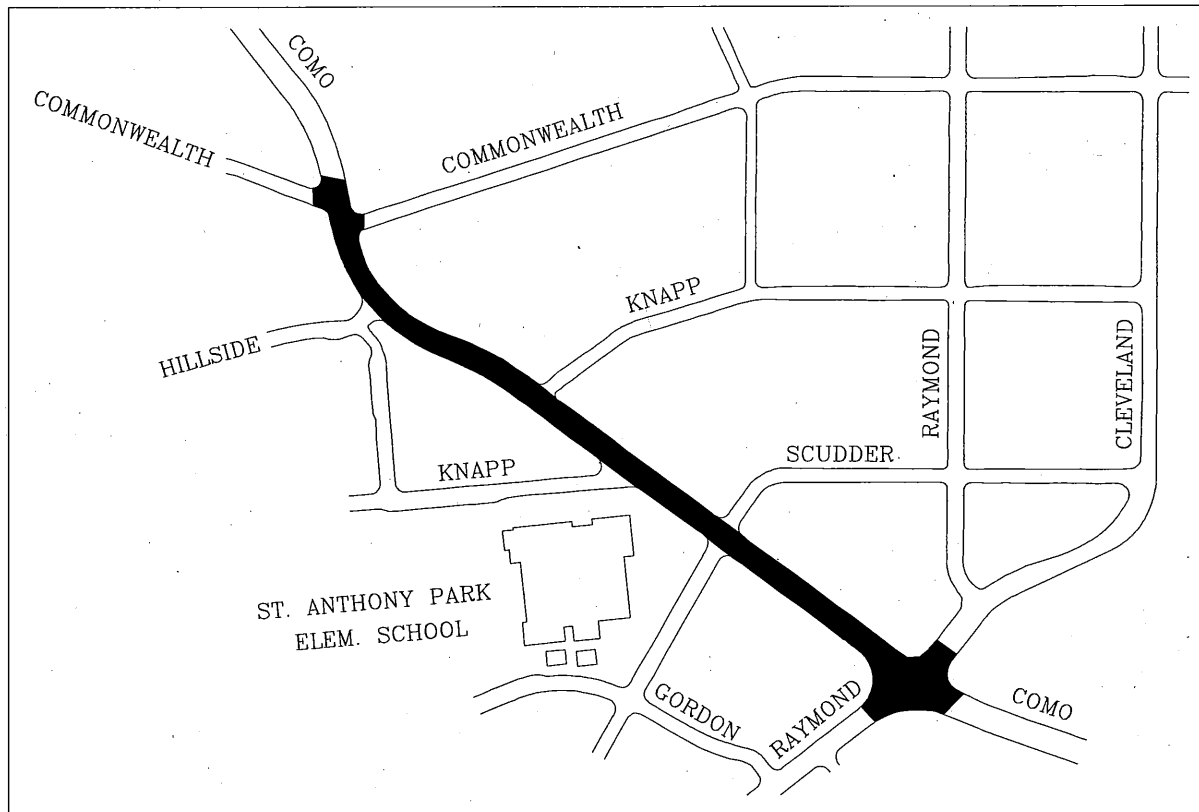 COMO
COMMONWEALTH
COMMONWEALTH
KNAPP
HILLSIDE
RAYMOND
CLEVELAND
SCUDDER
KNAPP
ST. ANTHONY PARK
ELEM. SCHOOL
GORDON
RAYMOND
COMO